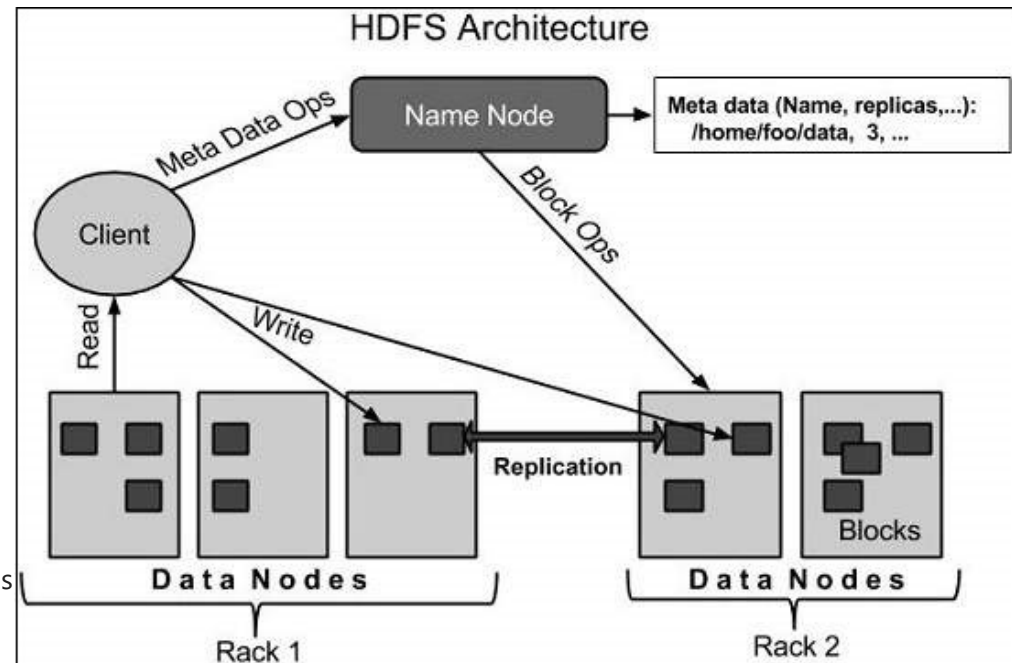 HDFS Architecture
Meta Data Ops
Name Node
Meta data (Name, replicas,...):
/home/foo/data, 3, ...
Block Ops
Client
Read
Write
Replication
Blocks
s
Data Nodes
Data Nodes
Rack 1
Rack 2